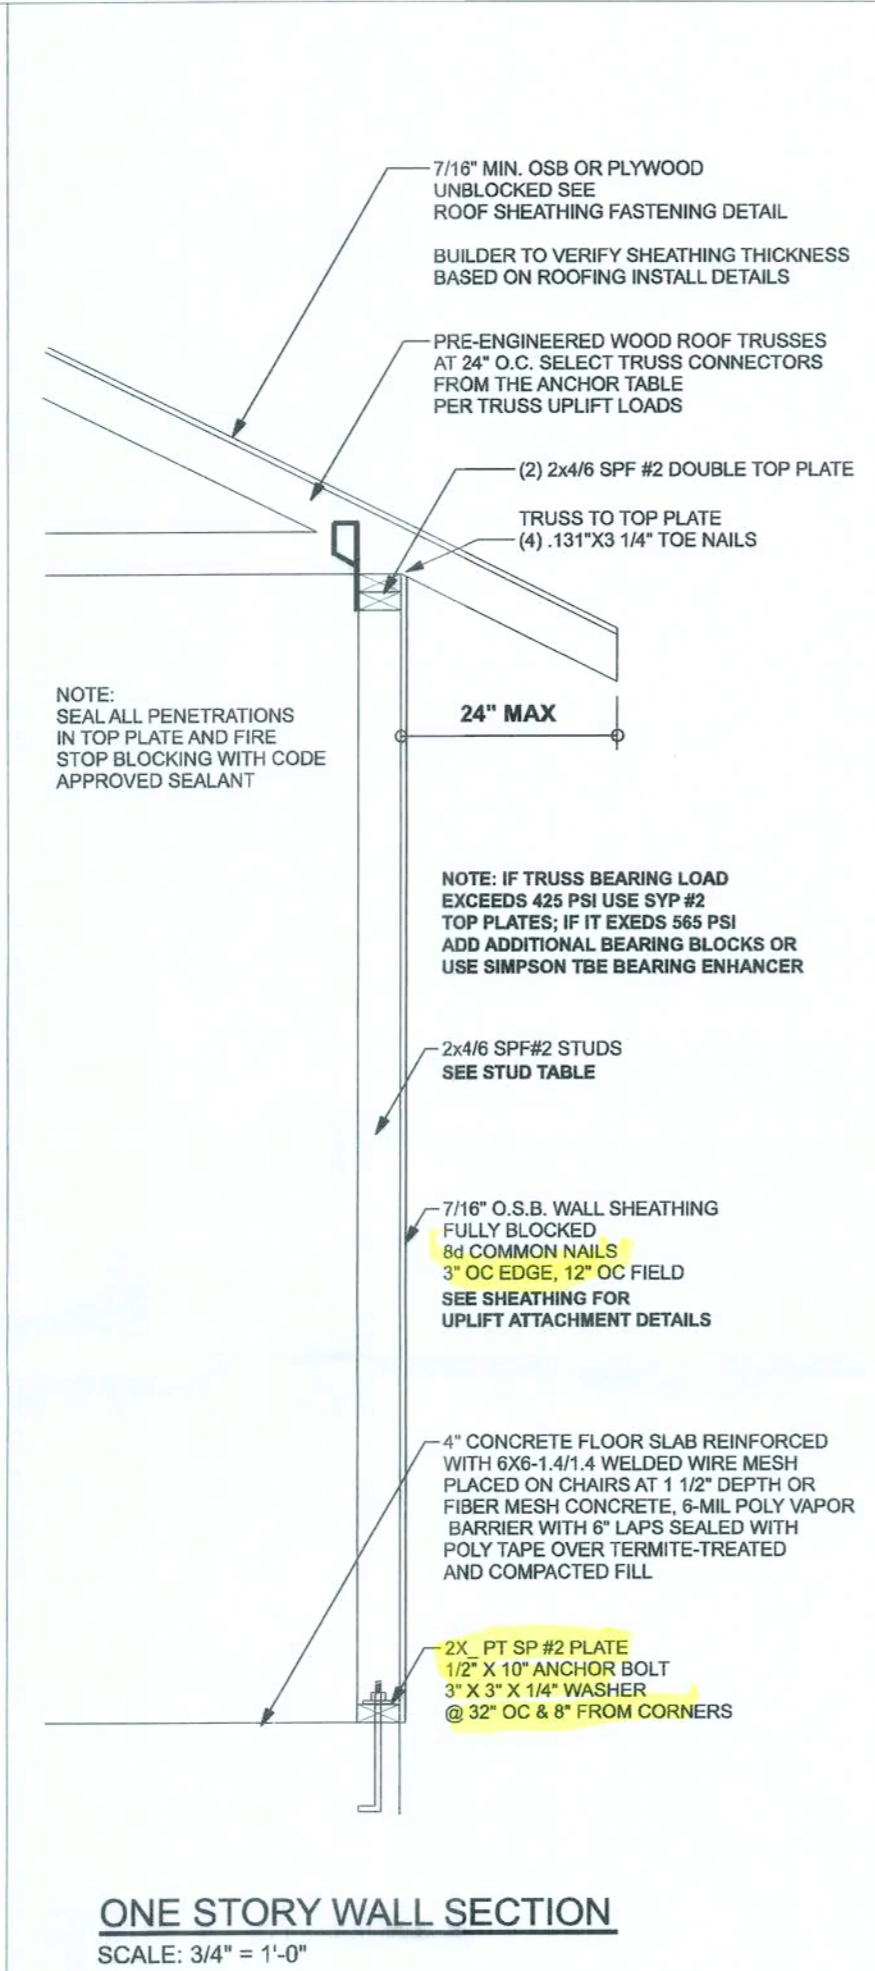 7/16" MIN. OSB OR PLYWOOD
UNBLOCKED SEE
ROOF SHEATHING FASTENING DETAIL
BUILDER TO VERIFY SHEATHING THICKNESS
BASED ON ROOFING INSTALL DETAILS
PRE-ENGINEERED WOOD ROOF TRUSSES
AT 24" O.C. SELECT TRUSS CONNECTORS
FROM THE ANCHOR TABLE
PER TRUSS UPLIFT LOADS
(2) 2x4/6 SPF #2 DOUBLE TOP PLATE
TRUSS TO TOP PLATE
(4) .131"X3 1/4" TOE NAILS
NOTE:
SEAL ALL PENETRATIONS
IN TOP PLATE AND FIRE
STOP BLOCKING WITH CODE
APPROVED SEALANT
24" MAX
NOTE: IF TRUSS BEARING LOAD
EXCEEDS 425 PSI USE SYP #2
TOP PLATES; IF IT EXEDS 565 PSI
ADD ADDITIONAL BEARING BLOCKS OR
USE SIMPSON TBE BEARING ENHANCER
2x4/6 SPF#2 STUDS
SEE STUD TABLE
7/16" O.S.B. WALL SHEATHING
FULLY BLOCKED
8d COMMON NAILS
3" OC EDGE, 12" OC FIELD
SEE SHEATHING FOR
UPLIFT ATTACHMENT DETAILS
4" CONCRETE FLOOR SLAB REINFORCED
WITH 6X6-1.4/1.4 WELDED WIRE MESH
PLACED ON CHAIRS AT 1 1/2" DEPTH OR
FIBER MESH CONCRETE, 6-MIL POLY VAPOR
BARRIER WITH 6" LAPS SEALED WITH
POLY TAPE OVER TERMITE-TREATED
AND COMPACTED FILL
2X_ PT SP #2 PLATE
1/2" X 10" ANCHOR BOLT
3" X 3" X 1/4" WASHER
@ 32" OC & 8" FROM CORNERS
ONE STORY WALL SECTION
SCALE: 3/4" = 1'-0"